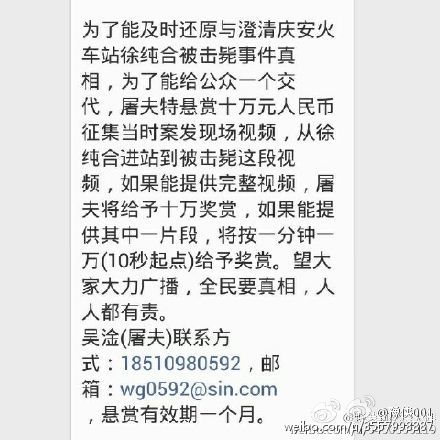 为了能及时还原与澄清庆安火
车站徐纯合被击毙事件真
相，为了能给公众一个交
代，屠夫特悬赏十万元人民币
征集当时案发现场视频，从徐
纯合进站到被击毙这段视
频，如果能提供完整视频，屠
夫将给予十万奖赏，如果能提
供其中一片段，将按一分钟一
万(10秒起点)给予奖赏。望大
家大力广播，全民要真相，人
人都有责。
吴淦(屠夫)联系方
式：18510980592，邮
箱：wg0592@sin.com
，悬赏有效期一个月。